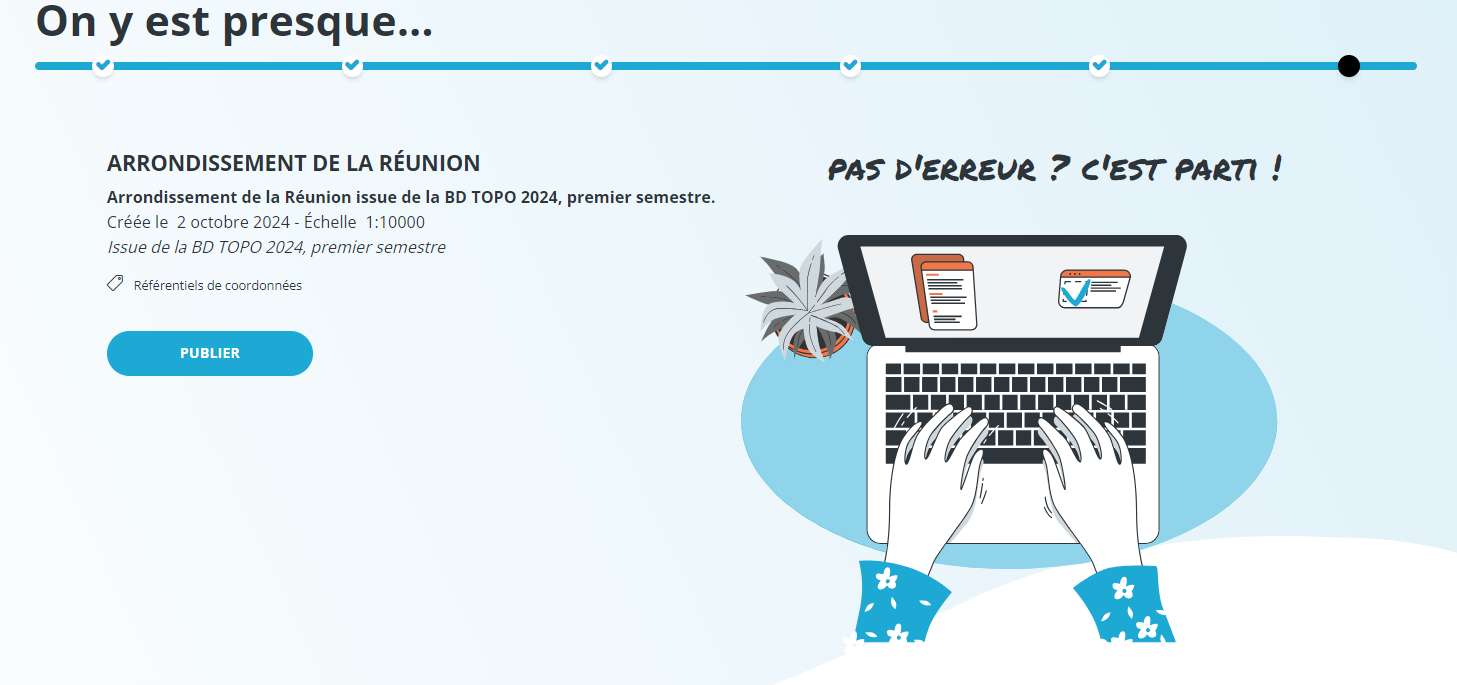 On y est presque...
ARRONDISSEMENT DE LA RÉUNION
Arrondissement de la Réunion issue de la BD TOPO 2024, premier semestre.
Créée le 2 octobre 2024 - Échelle 1:10000
Issue de la BD TOPO 2024, premier semestre
Référentiels de coordonnées
PUBLIER
PAS D'ERREUR ? C'EST PARTI !